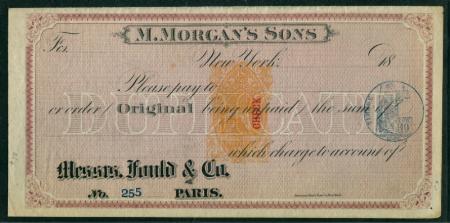 M. MORGAN'S SONS
For
New York: 18
Please pay to
or order (Original being unpaid) the sum of
DUPLICATE
CHECK
which charge to account of
Messrs. Fould & Co.
No. 255 PARIS.